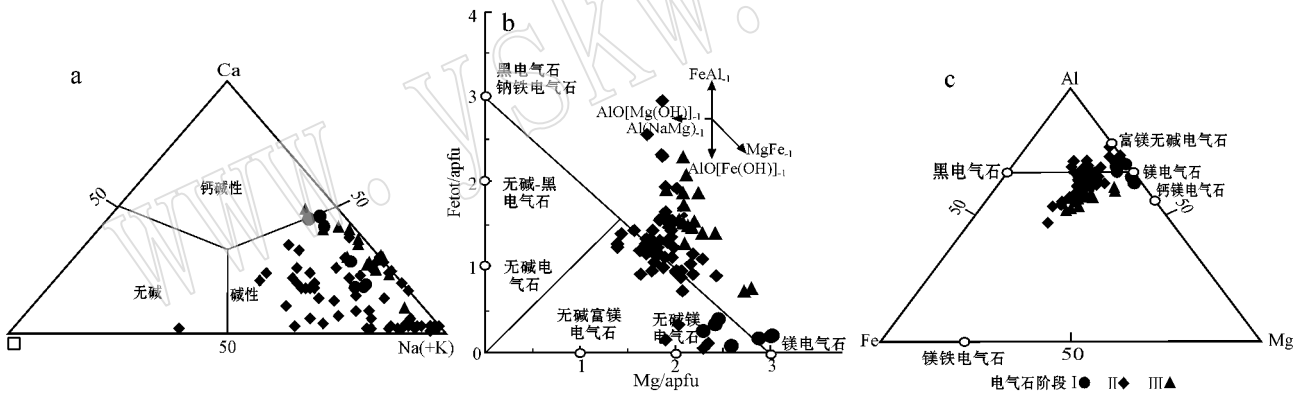 a
Ca
50
50
钙碱性
无碱
碱性
50
Na(+K)
b
4
3
2
1
0
Fetot/apfu
黑电气石
钠铁电气石
无碱-黑
电气石
无碱电
气石
无碱富镁
电气石
无碱镁
电气石
镁电气石
1
2
3
Mg/apfu
FeAl₋₁
AlO[Mg(OH)]₋₁
Al(NaMg)₋₁
MgFe₋₁
AlO[Fe(OH)]₋₁
c
Al
富镁无碱电气石
黑电气石
镁电气石
钙镁电气石
50
50
Fe
Mg
镁铁电气石
50
电气石阶段 Ⅰ● Ⅱ◆ Ⅲ▲
WWW. YSKW.